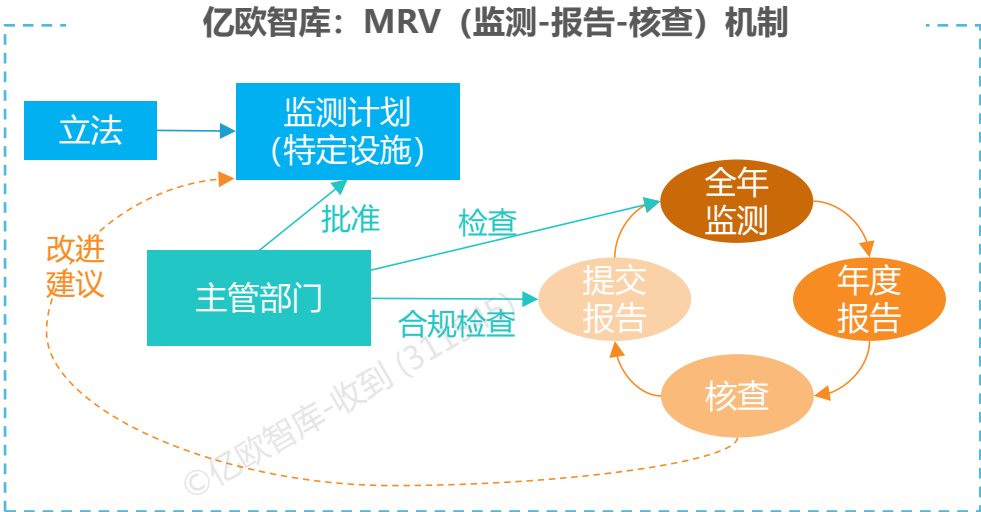 亿欧智库：MRV（监测-报告-核查）机制
立法
监测计划
（特定设施）
全年
监测
批准
检查
改进
建议
主管部门
提交
报告
年度
报告
合规检查
核查
©亿欧智库-收到